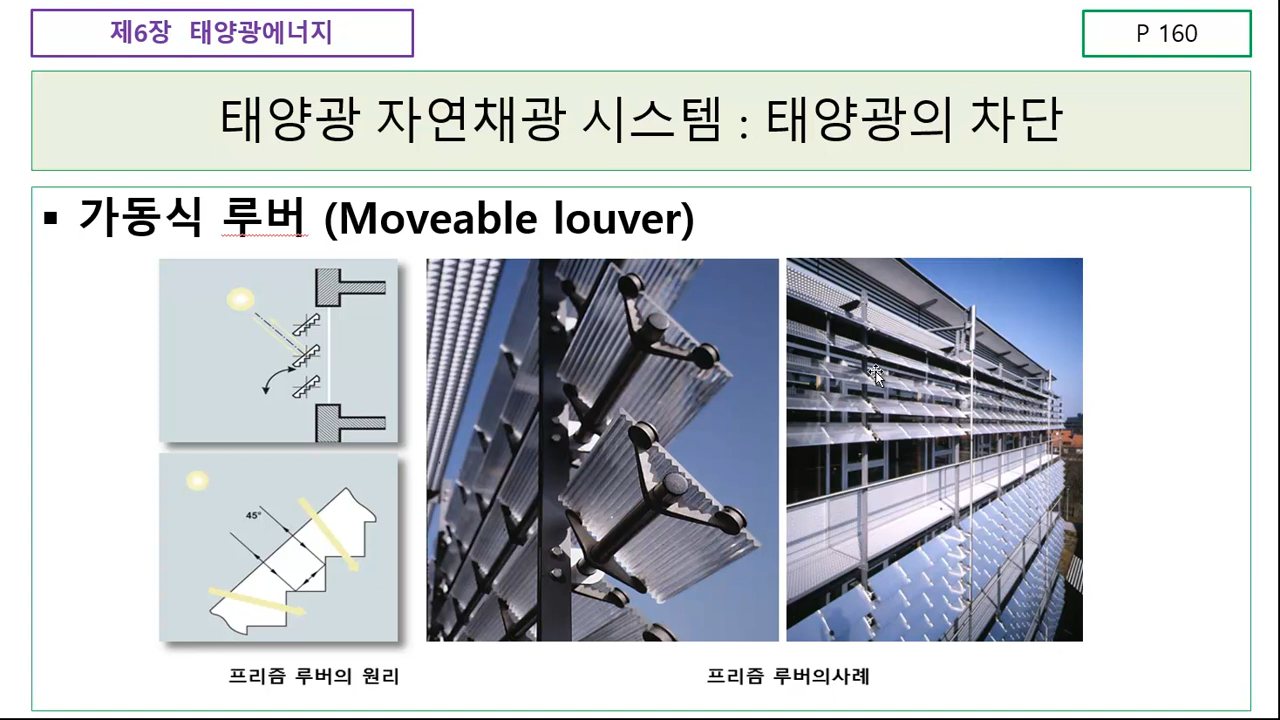 제6장 태양광에너지
P 160
태양광 자연채광 시스템 : 태양광의 차단
▪ 가동식 루버 (Moveable louver)
45°
프리즘 루버의 원리
프리즘 루버의사례